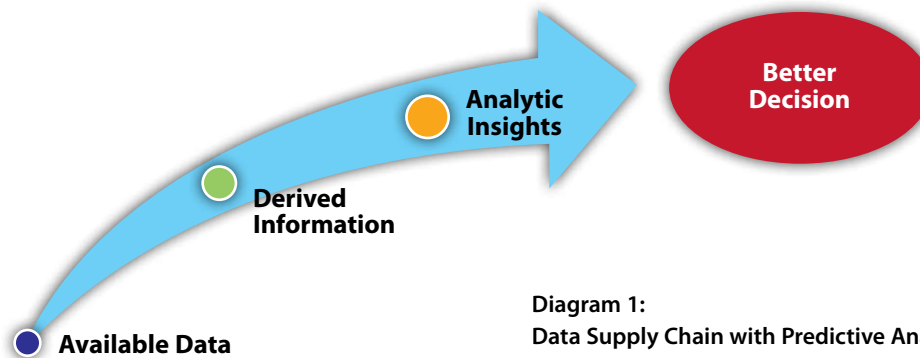 Better
Decision
Analytic
Insights
Derived
Information
Available Data
Diagram 1:
Data Supply Chain with Predictive An